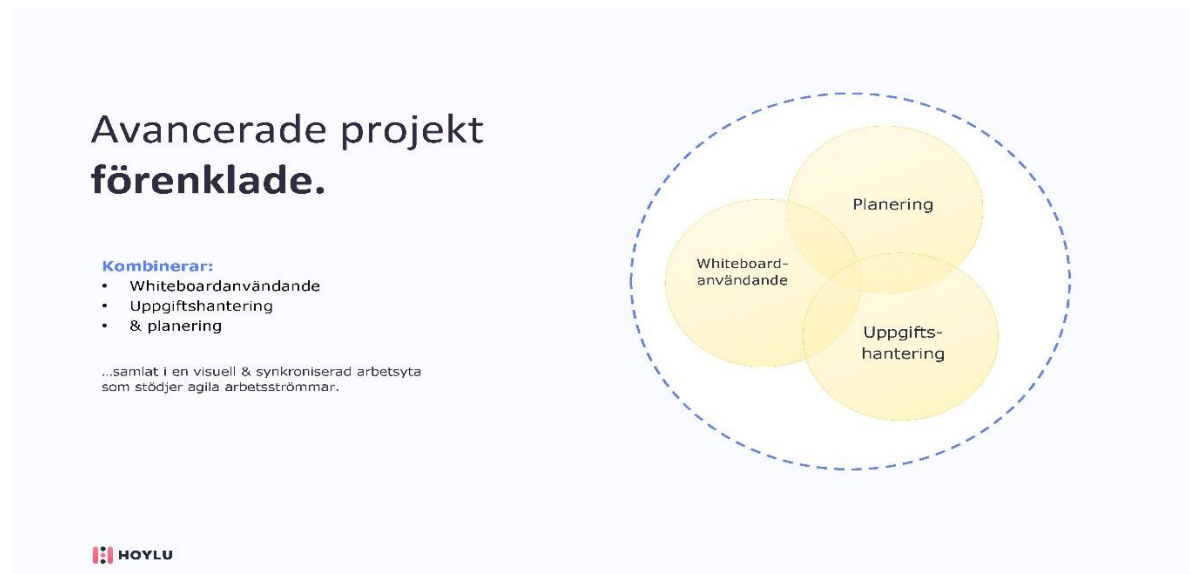 Avancerade projekt
förenklade.
Kombinerar:
• Whiteboardanvändande
• Uppgiftshantering
• & planering
...samlat i en visuell & synkroniserad arbetsyta
som stödjer agila arbetsströmmar.
Planering
Whiteboard-
användande
Uppgifts-
hantering
HOYLU